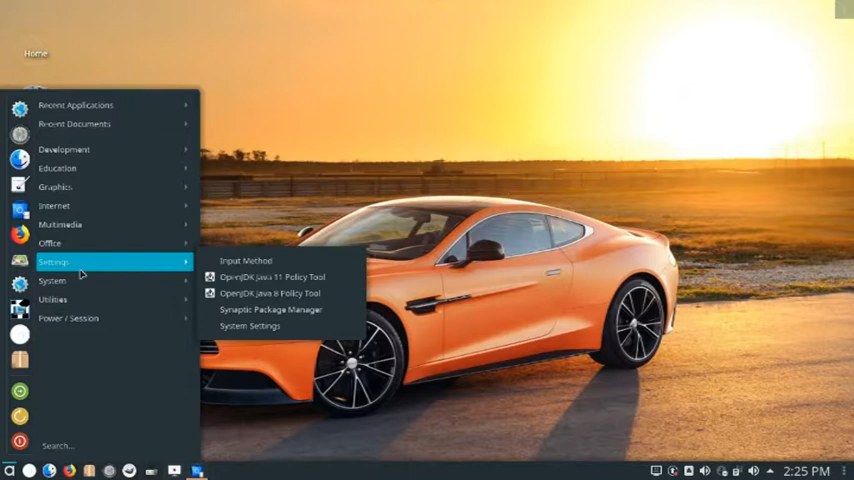 Home
Recent Applications
Recent Documents
Development
Education
Graphics
Internet
Multimedia
Office
Settings
System
Utilities
Power / Session
Input Method
OpenJDK Java 11 Policy Tool
OpenJDK Java 8 Policy Tool
Synaptic Package Manager
System Settings
Search...
2:25 PM